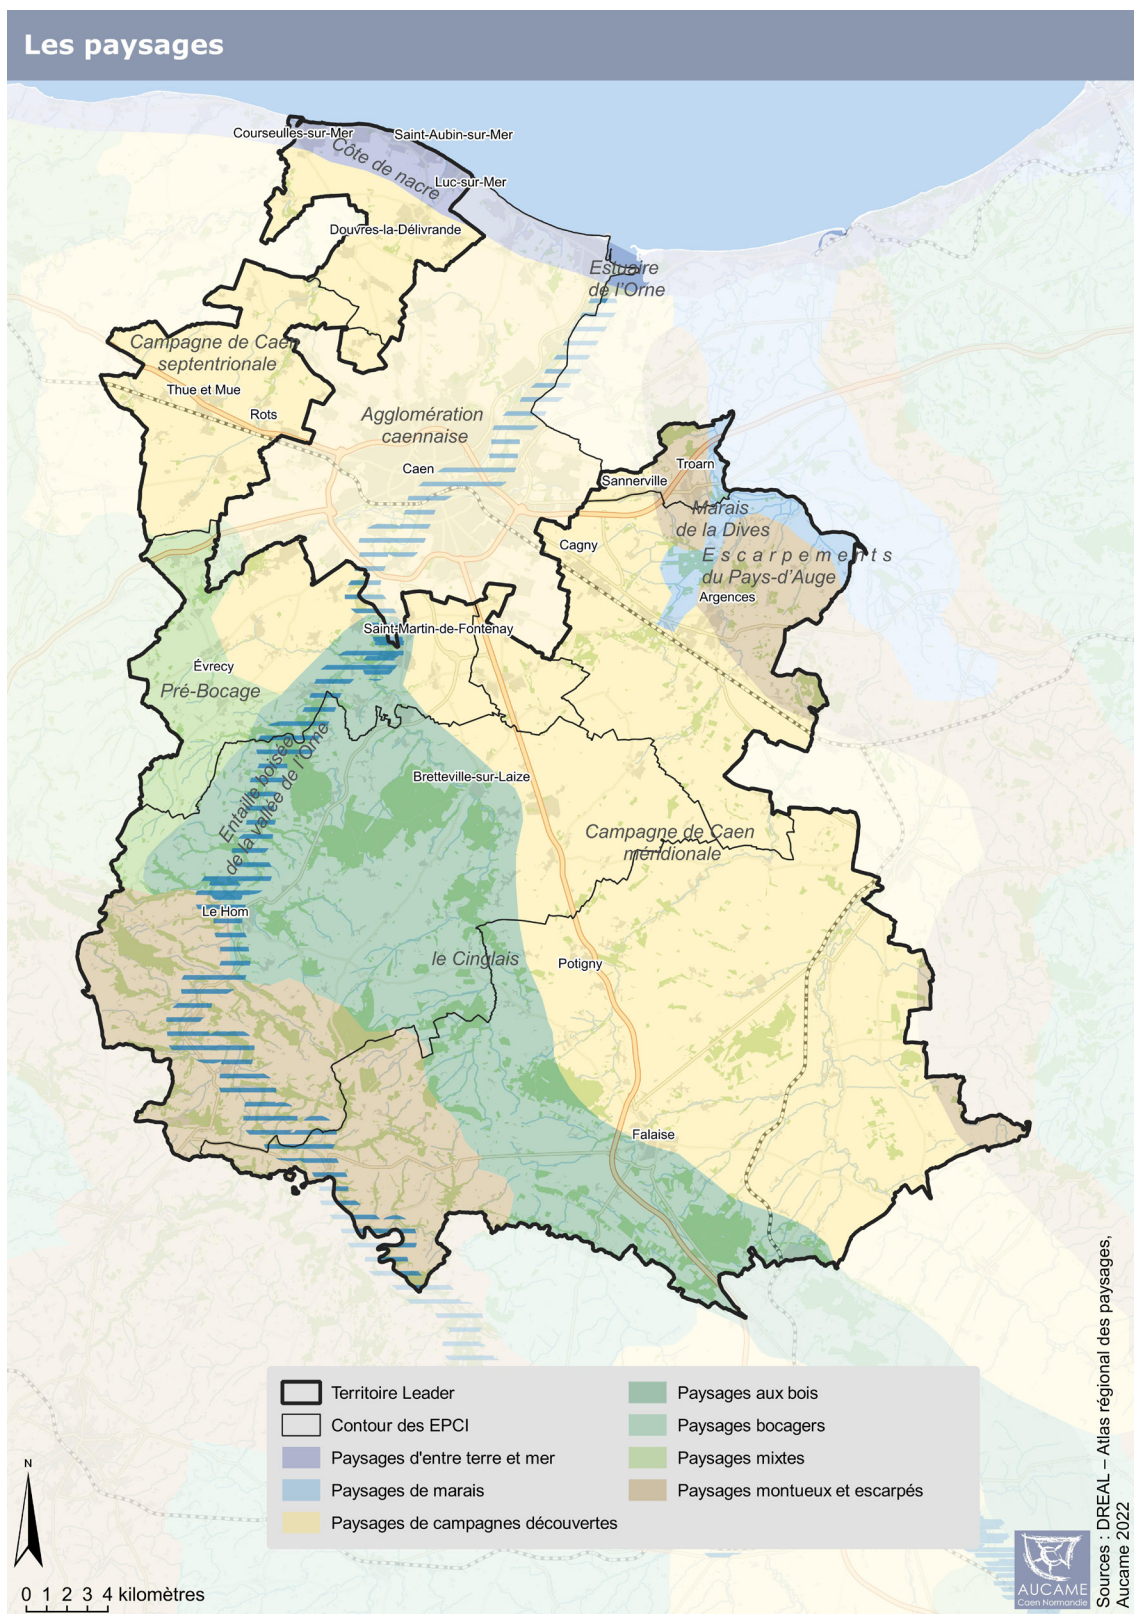 Les paysages
Courseulles-sur-Mer
Saint-Aubin-sur-Mer
Côte de nacre
Luc-sur-Mer
Douvres-la-Délivrande
Estuaire
de l'Orne
Campagne de Caen
septentrionale
Thue et Mue
Rots
Agglomération
caennaise
Caen
Troarn
Sannerville
Marais
de la Dives
Cagny
Escarpements
du Pays-d'Auge
Argences
Saint-Martin-de-Fontenay
Évrecy
Pré-Bocage
Entaille boisée
de la vallée de l'Orne
Bretteville-sur-Laize
Campagne de Caen
méridionale
Le Hom
le Cinglais
Potigny
Falaise
Territoire Leader
Contour des EPCI
Paysages d'entre terre et mer
Paysages de marais
Paysages de campagnes découvertes
Paysages aux bois
Paysages bocagers
Paysages mixtes
Paysages montueux et escarpés
N
0 1 2 3 4 kilomètres
Sources : DREAL – Atlas régional des paysages,
Aucame 2022
AUCAME
Caen Normandie